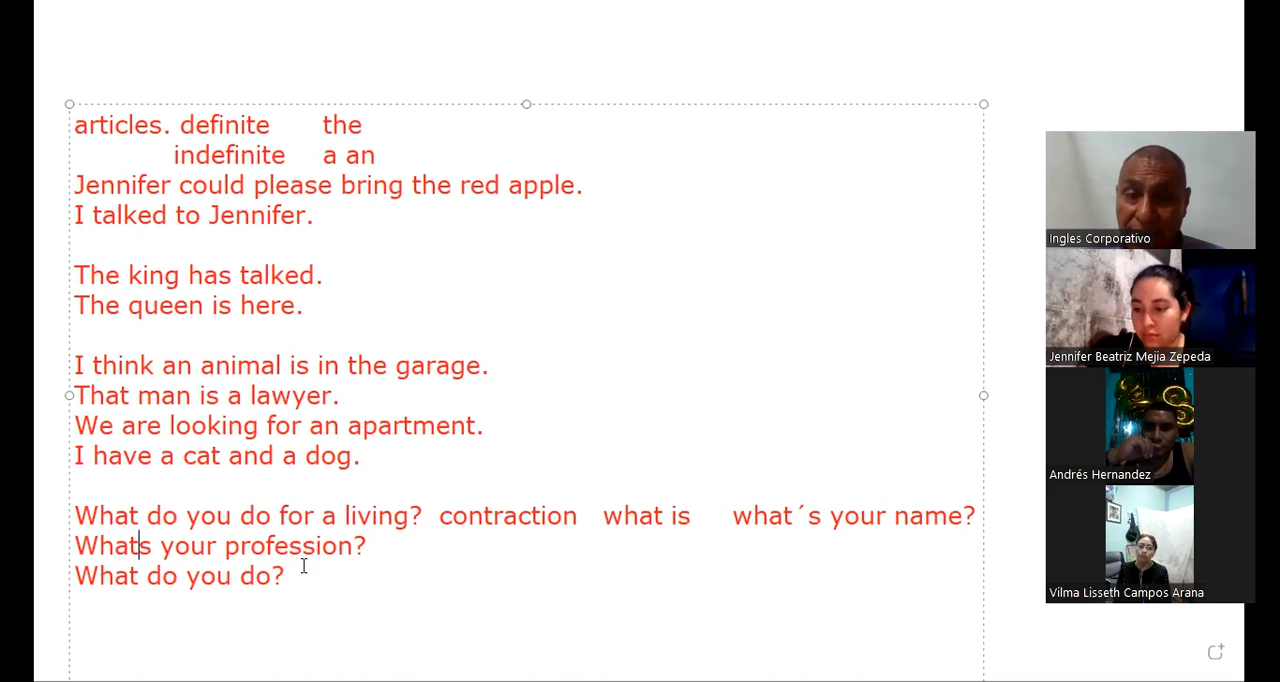 articles. definite the
indefinite a an
Jennifer could please bring the red apple.
I talked to Jennifer.
The king has talked.
The queen is here.
I think an animal is in the garage.
That man is a lawyer.
We are looking for an apartment.
I have a cat and a dog.
What do you do for a living? contraction what is what´s your name?
Whats your profession?
What do you do?
Ingles Corporativo
Jennifer Beatriz Mejia Zepeda
Andrés Hernandez
Vilma Lisseth Campos Arana